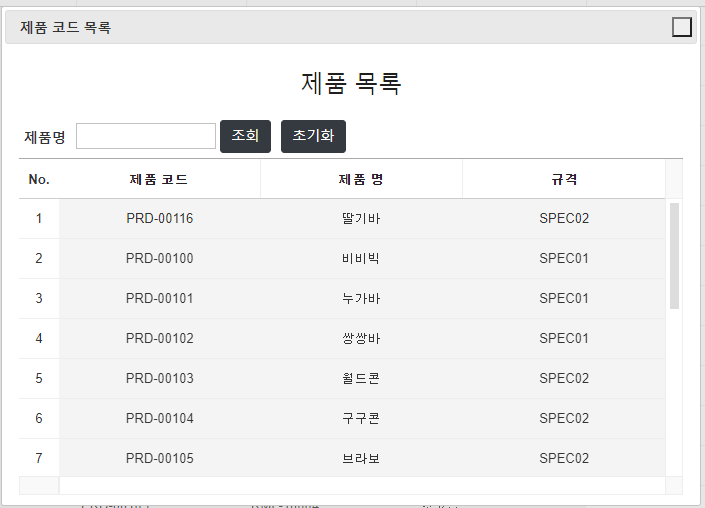 제품 코드 목록
제품 목록
제품명 조회 초기화
No. 제품 코드 제품 명 규격
1 PRD-00116 딸기바 SPEC02
2 PRD-00100 비비빅 SPEC01
3 PRD-00101 누가바 SPEC01
4 PRD-00102 쌍쌍바 SPEC01
5 PRD-00103 월드콘 SPEC02
6 PRD-00104 구구콘 SPEC02
7 PRD-00105 브라보 SPEC02